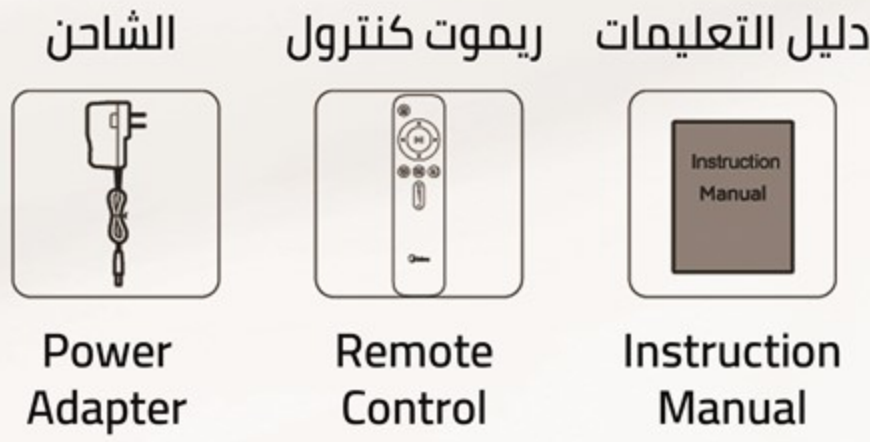 الشاحن
ريموت كنترول
دليل التعليمات
Instruction
Manual
Power
Adapter
Remote
Control
Instruction
Manual